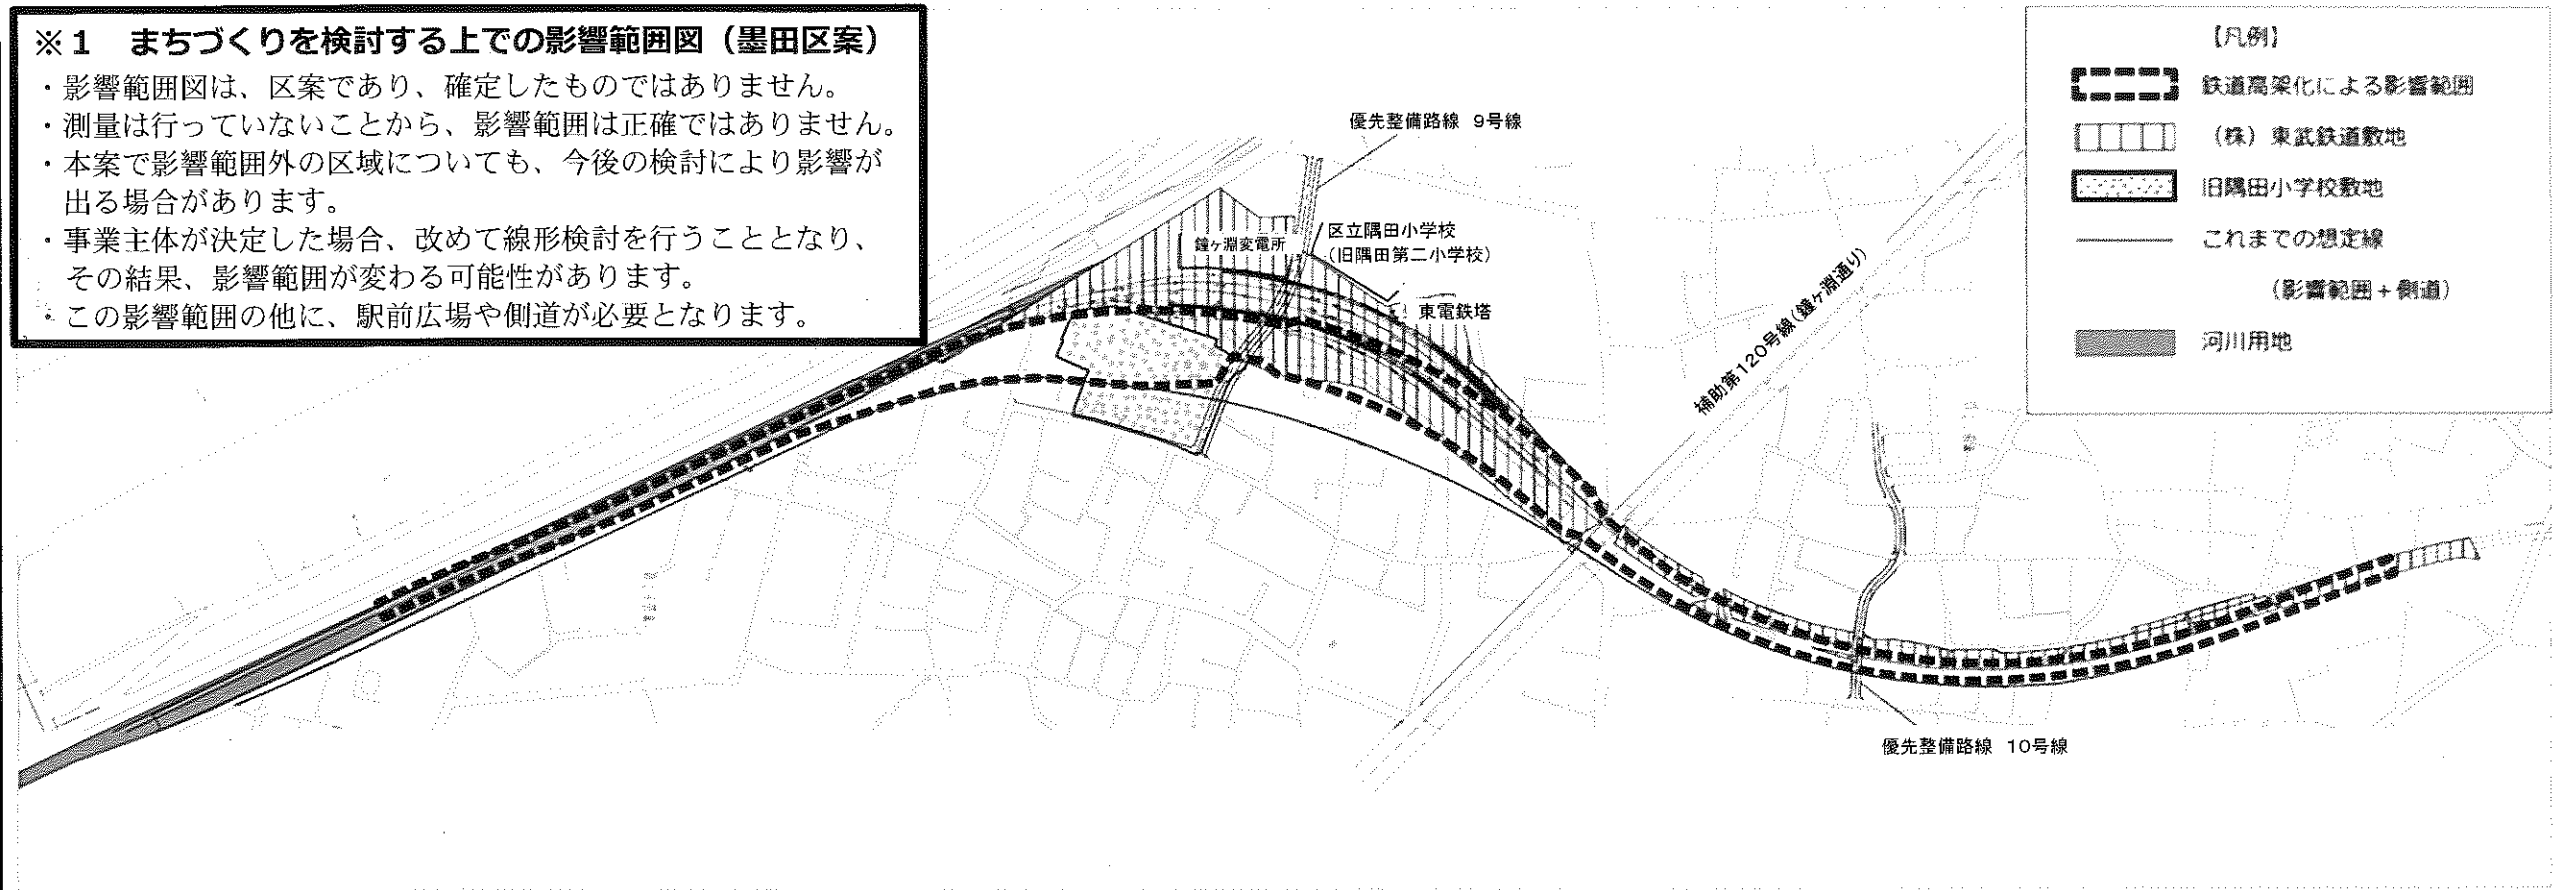 ※1　まちづくりを検討する上での影響範囲図（墨田区案）
・影響範囲図は、区案であり、確定したものではありません。
・測量は行っていないことから、影響範囲は正確ではありません。
・本案で影響範囲外の区域についても、今後の検討により影響が
出る場合があります。
・事業主体が決定した場合、改めて線形検討を行うこととなり、
その結果、影響範囲が変わる可能性があります。
・この影響範囲の他に、駅前広場や側道が必要となります。
【凡例】
鉄道高架化による影響範囲
（株）東武鉄道敷地
旧隅田小学校敷地
これまでの想定線
（影響範囲＋側道）
河川用地
優先整備路線 9号線
鐘ヶ淵変電所
区立隅田小学校
（旧隅田第二小学校）
東電鉄塔
補助第120号線（鐘ヶ淵通り）
優先整備路線 10号線